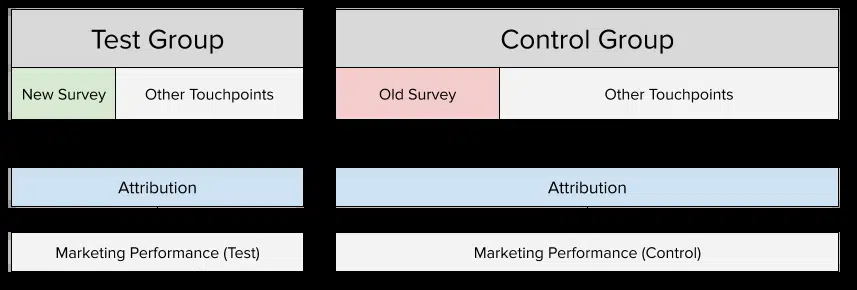 Test Group
Control Group
New Survey
Other Touchpoints
Old Survey
Other Touchpoints
Attribution
Attribution
Marketing Performance (Test)
Marketing Performance (Control)